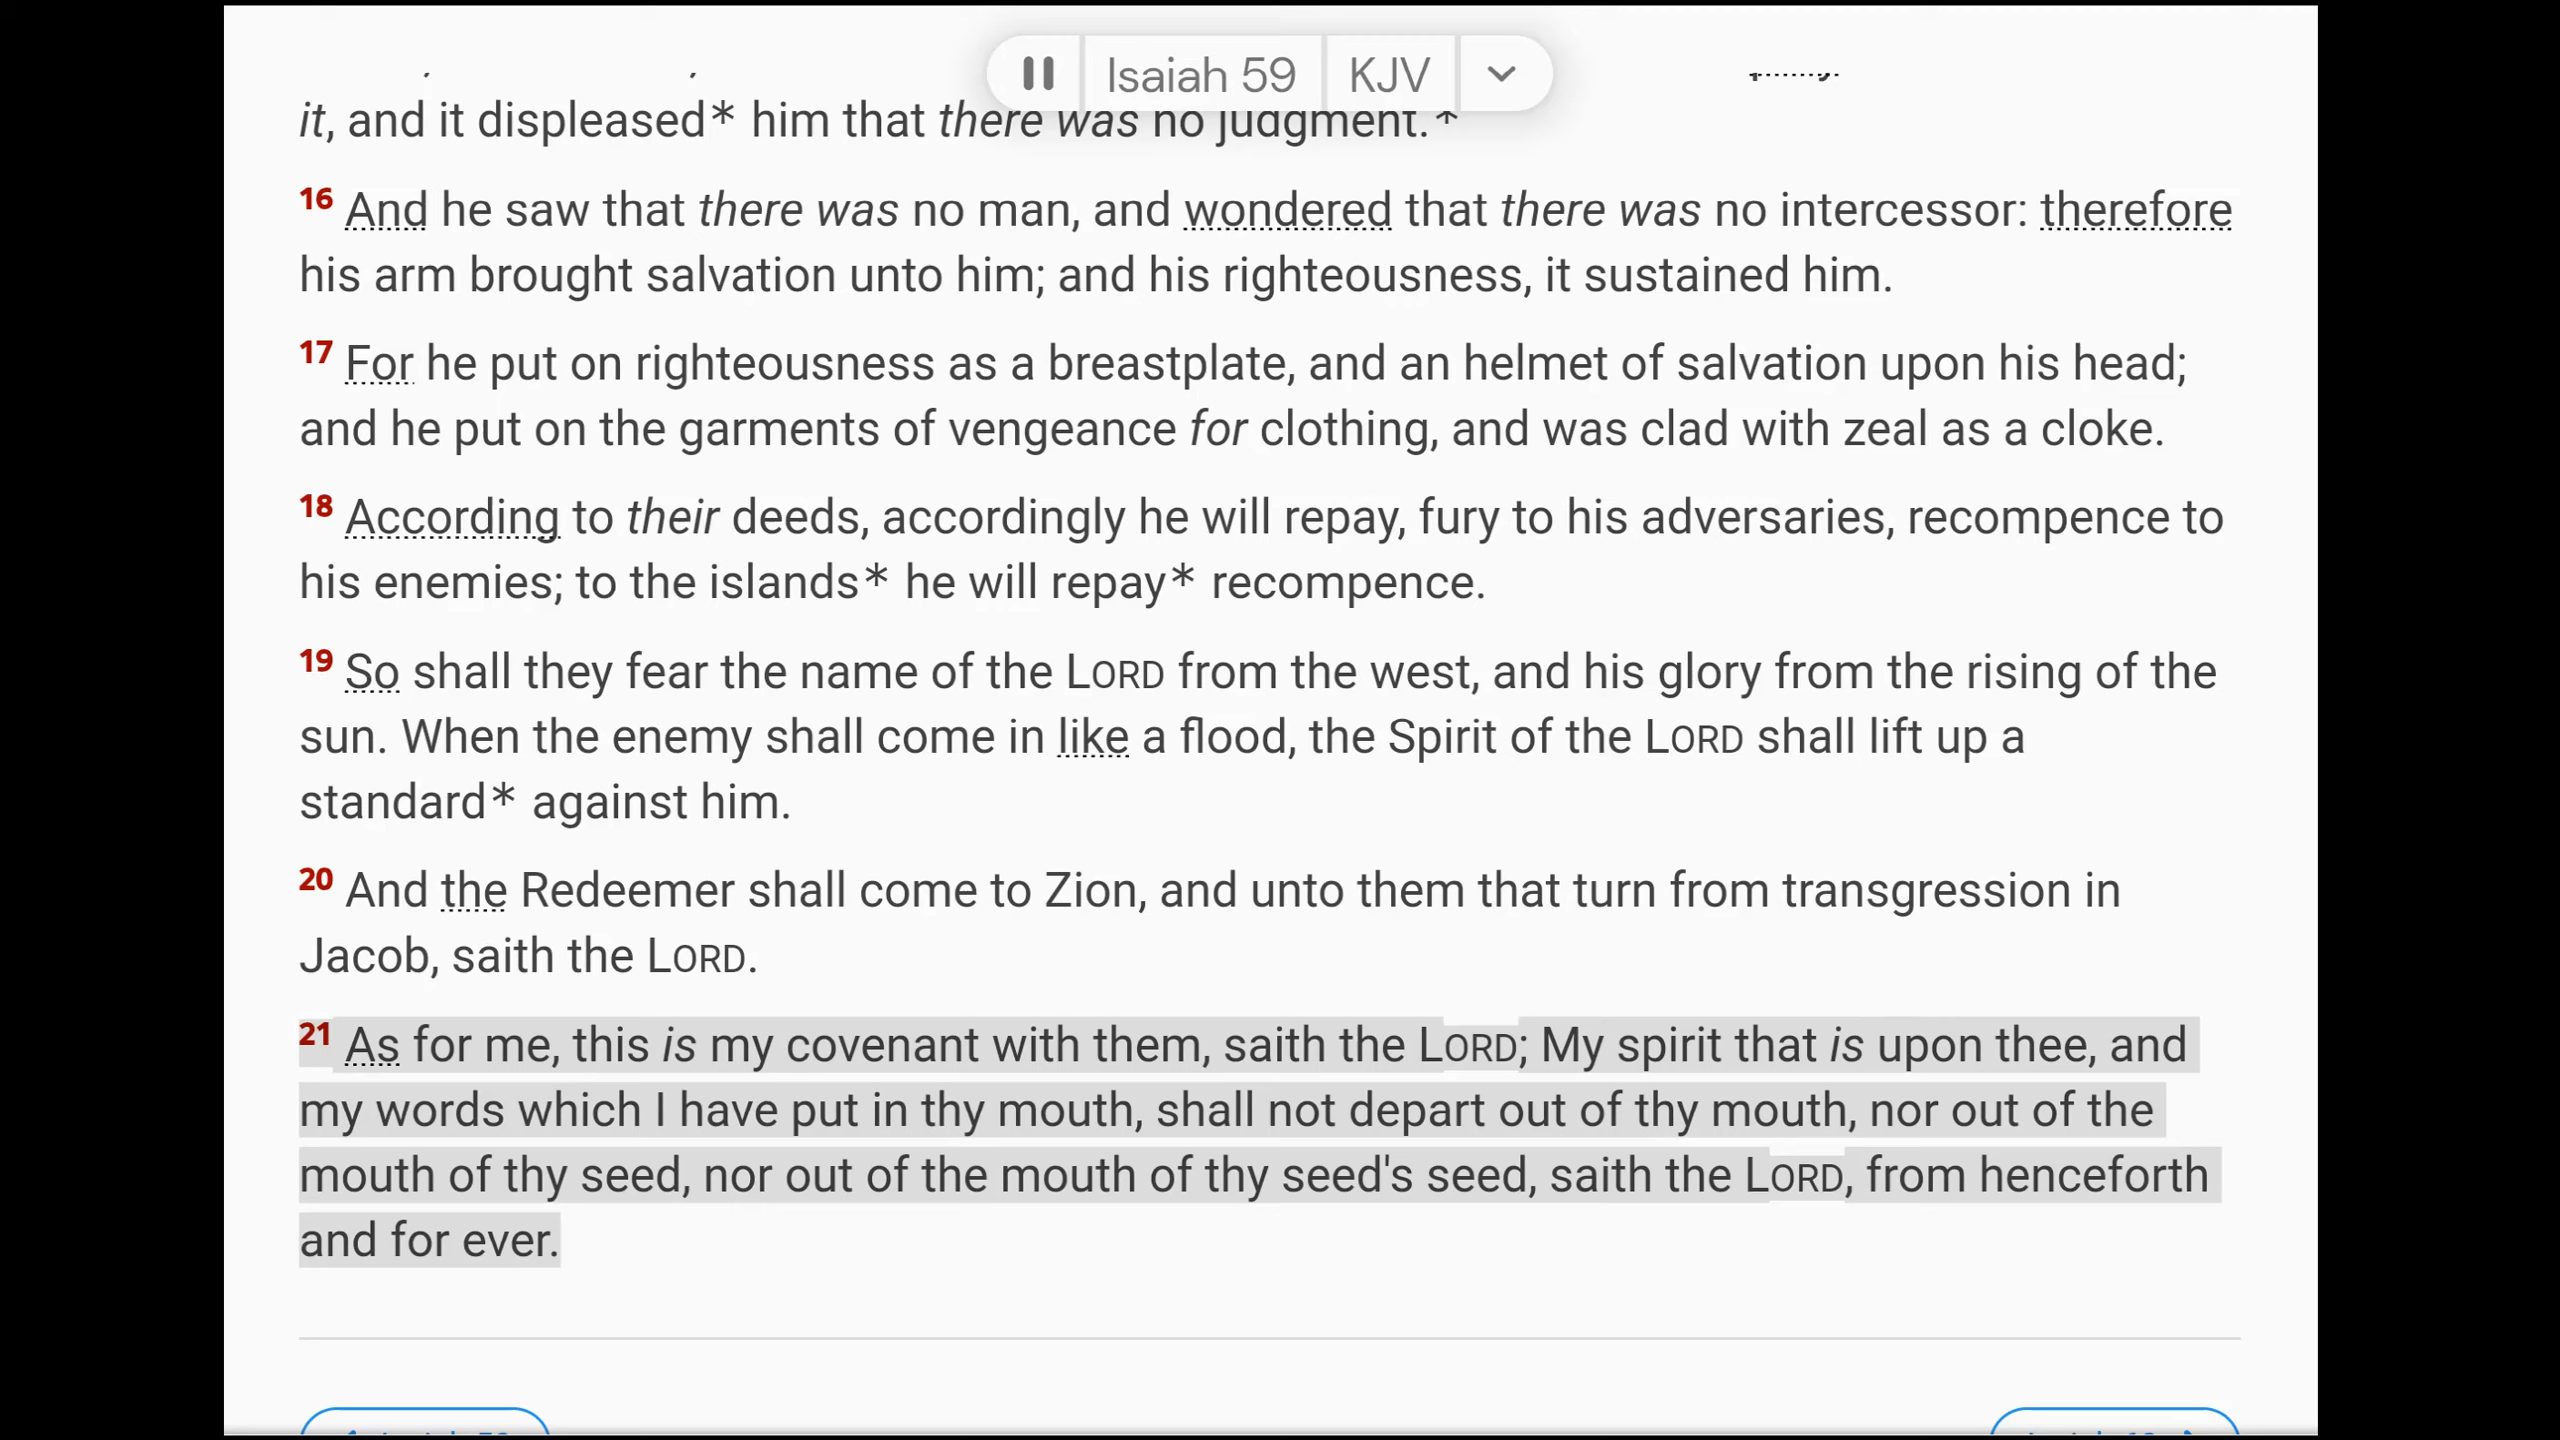 Isaiah 59 KJV
it, and it displeased* him that there was no judgment.*
16 And he saw that there was no man, and wondered that there was no intercessor: therefore
his arm brought salvation unto him; and his righteousness, it sustained him.
17 For he put on righteousness as a breastplate, and an helmet of salvation upon his head;
and he put on the garments of vengeance for clothing, and was clad with zeal as a cloke.
18 According to their deeds, accordingly he will repay, fury to his adversaries, recompence to
his enemies; to the islands* he will repay* recompence.
19 So shall they fear the name of the LORD from the west, and his glory from the rising of the
sun. When the enemy shall come in like a flood, the Spirit of the LORD shall lift up a
standard* against him.
20 And the Redeemer shall come to Zion, and unto them that turn from transgression in
Jacob, saith the LORD.
21 As for me, this is my covenant with them, saith the LORD; My spirit that is upon thee, and
my words which I have put in thy mouth, shall not depart out of thy mouth, nor out of the
mouth of thy seed, nor out of the mouth of thy seed's seed, saith the LORD, from henceforth
and for ever.